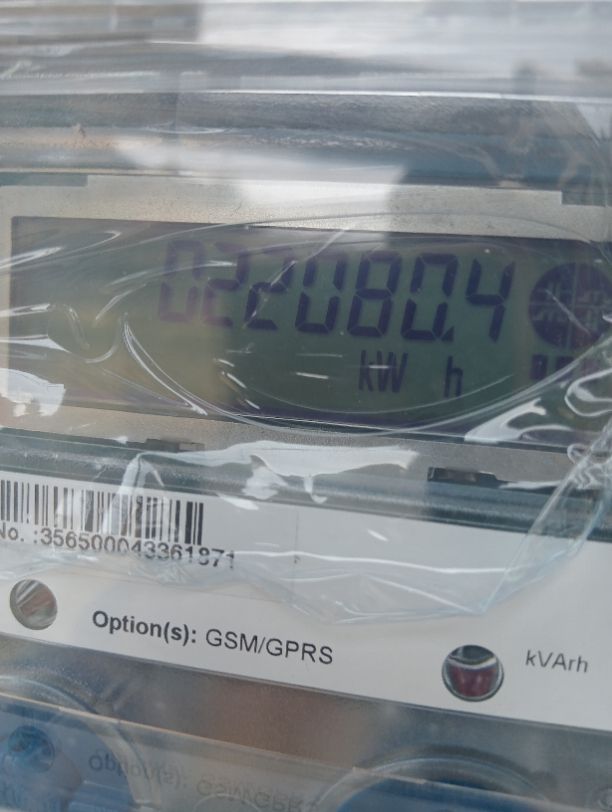 022080.4
kW h
No. :356500043361871
Option(s): GSM/GPRS
kVArh